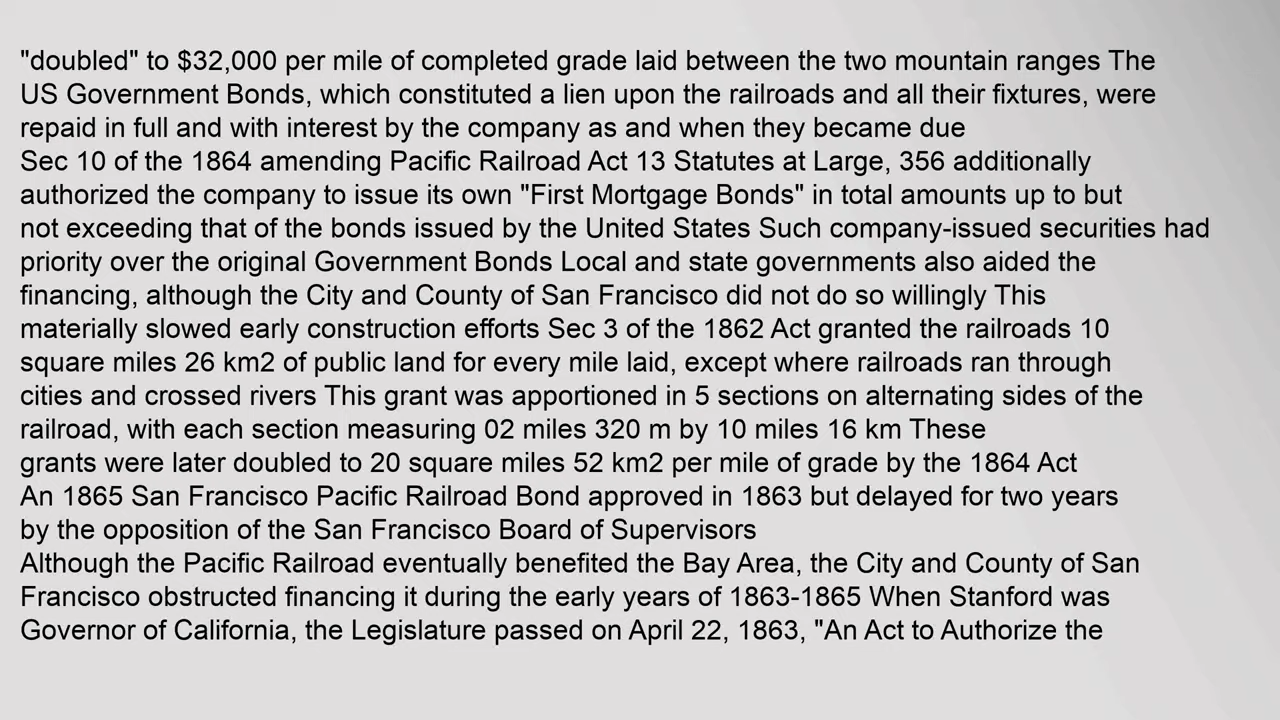 "doubled" to $32,000 per mile of completed grade laid between the two mountain ranges The
US Government Bonds, which constituted a lien upon the railroads and all their fixtures, were
repaid in full and with interest by the company as and when they became due
Sec 10 of the 1864 amending Pacific Railroad Act 13 Statutes at Large, 356 additionally
authorized the company to issue its own "First Mortgage Bonds" in total amounts up to but
not exceeding that of the bonds issued by the United States Such company-issued securities had
priority over the original Government Bonds Local and state governments also aided the
financing, although the City and County of San Francisco did not do so willingly This
materially slowed early construction efforts Sec 3 of the 1862 Act granted the railroads 10
square miles 26 km2 of public land for every mile laid, except where railroads ran through
cities and crossed rivers This grant was apportioned in 5 sections on alternating sides of the
railroad, with each section measuring 02 miles 320 m by 10 miles 16 km These
grants were later doubled to 20 square miles 52 km2 per mile of grade by the 1864 Act
An 1865 San Francisco Pacific Railroad Bond approved in 1863 but delayed for two years
by the opposition of the San Francisco Board of Supervisors
Although the Pacific Railroad eventually benefited the Bay Area, the City and County of San
Francisco obstructed financing it during the early years of 1863-1865 When Stanford was
Governor of California, the Legislature passed on April 22, 1863, "An Act to Authorize the